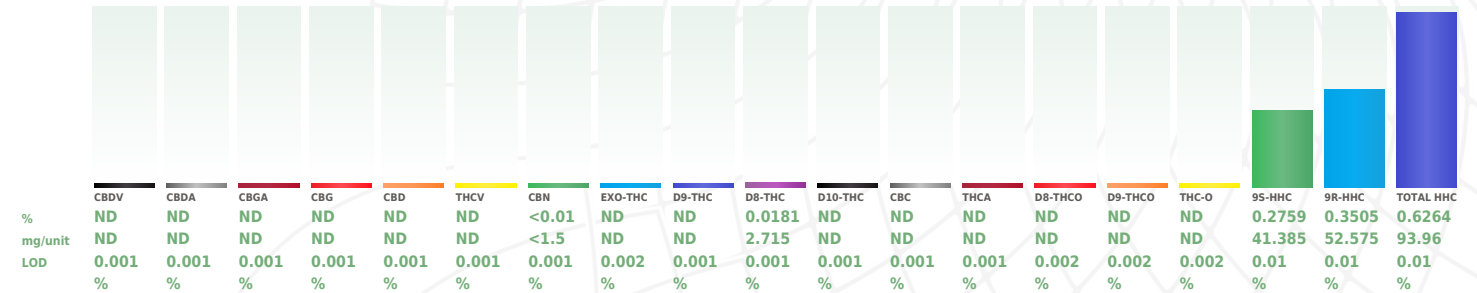 CBDV CBDA CBGA CBG CBD THCV CBN EXO-THC D9-THC D8-THC D10-THC CBC THCA D8-THCO D9-THCO THC-O 9S-HHC 9R-HHC TOTAL HHC
% ND ND ND ND ND ND <0.01 ND ND 0.0181 ND ND ND ND ND ND 0.2759 0.3505 0.6264
mg/unit ND ND ND ND ND ND <1.5 ND ND 2.715 ND ND ND ND ND ND 41.385 52.575 93.96
LOD 0.001 0.001 0.001 0.001 0.001 0.001 0.001 0.002 0.001 0.001 0.001 0.001 0.001 0.002 0.002 0.002 0.01 0.01 0.01
% % % % % % % % % % % % % % % % % % %